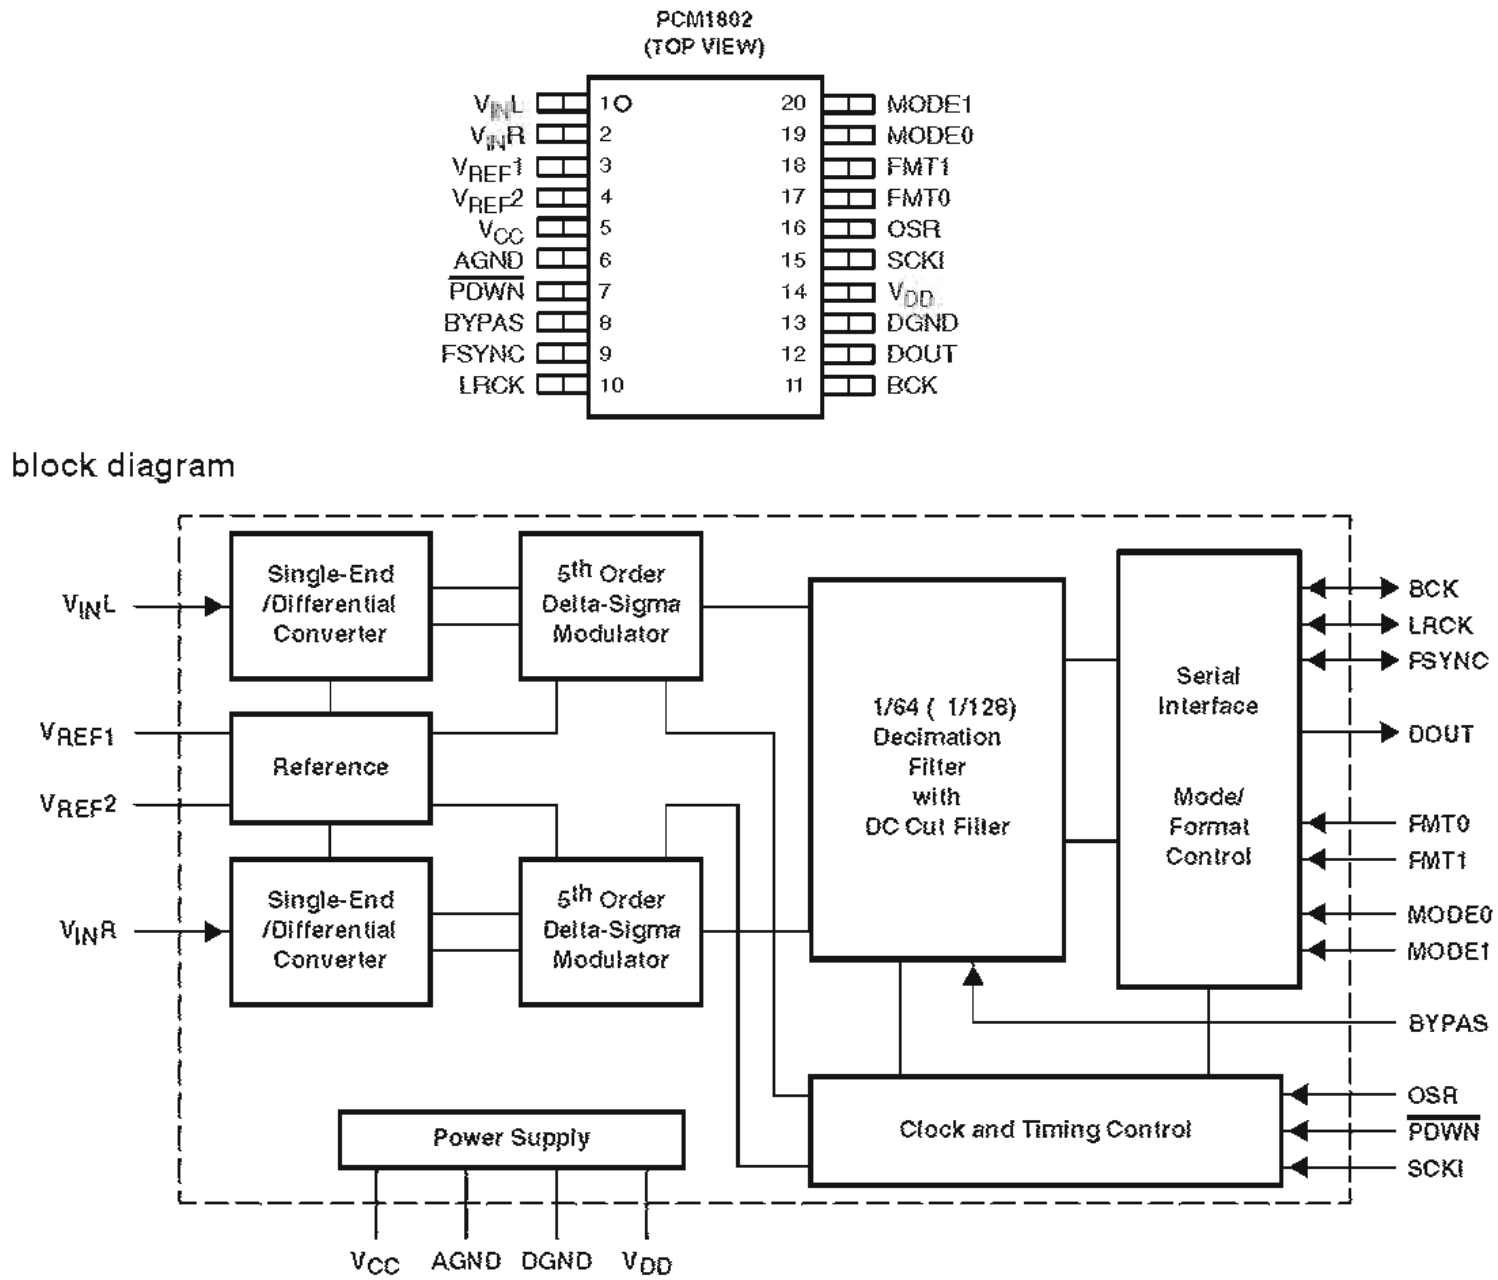 PCM1802
(TOP VIEW)
VINL 1 20 MODE1
VINR 2 19 MODE0
VREF1 3 18 FMT1
VREF2 4 17 FMT0
VCC 5 16 OSR
AGND 6 15 SCKI
PDWN 7 14 VDD
BYPAS 8 13 DGND
FSYNC 9 12 DOUT
LRCK 10 11 BCK
block diagram
VINL
Single-End
/Differential
Converter
5th Order
Delta-Sigma
Modulator
VREF1
Reference
VREF2
VINR
Single-End
/Differential
Converter
5th Order
Delta-Sigma
Modulator
1/64 ( 1/128)
Decimation
Filter
with
DC Cut Filter
Serial
Interface
Mode/
Format
Control
BCK
LRCK
FSYNC
DOUT
FMT0
FMT1
MODE0
MODE1
BYPAS
OSR
PDWN
SCKI
Clock and Timing Control
Power Supply
VCC AGND DGND VDD